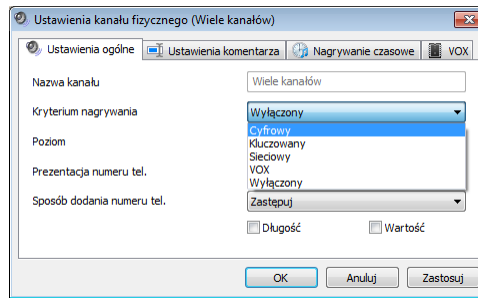 Ustawienia kanału fizycznego (Wiele kanałów)
Ustawienia ogólne Ustawienia komentarza Nagrywanie czasowe VOX
Nazwa kanału Wiele kanałów
Kryterium nagrywania Wyłączony
Cyfrowy
Kluczowany
Poziom
Sieciowy
VOX
Prezentacja numeru tel.
Wyłączony
Sposób dodania numeru tel. Zastępuj
Długość Wartość
OK Anuluj Zastosuj